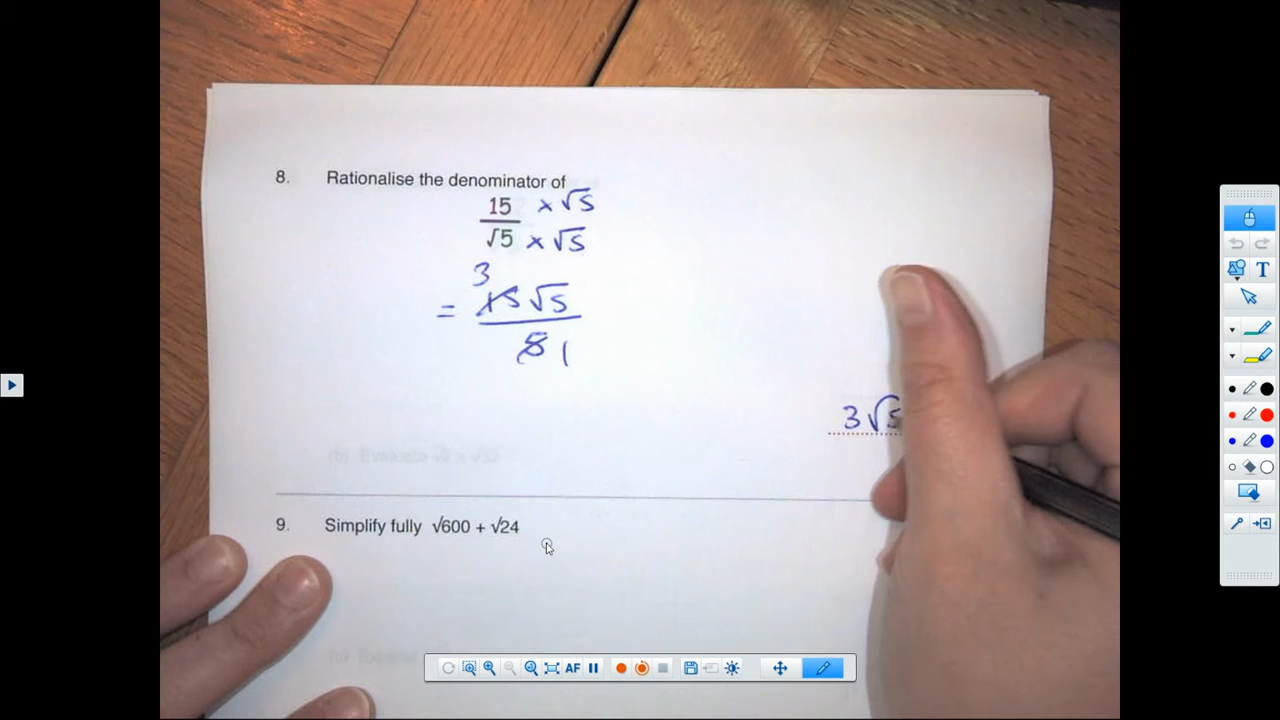 8. Rationalise the denominator of
15 × √5
√5 × √5
3
= 15 √5
5 1
3√5
9. Simplify fully √600 + √24
T
AF